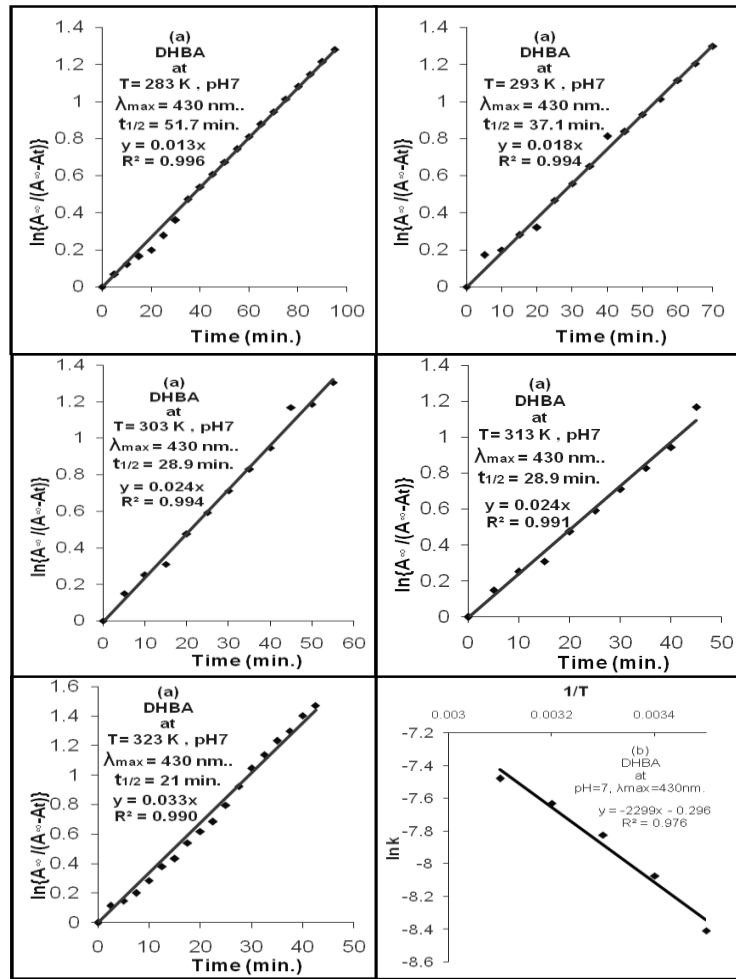 (a)
DHBA
at
T= 283 K , pH7
λmax = 430 nm..
t1/2 = 51.7 min.
y = 0.013x
R² = 0.996
ln{A∞ /(A∞-At)}
1.4
1.2
1
0.8
0.6
0.4
0.2
0
0 20 40 60 80 100
Time (min.)
(a)
DHBA
at
T= 293 K , pH7
λmax = 430 nm..
t1/2 = 37.1 min.
y = 0.018x
R² = 0.994
ln{A∞ /(A∞-At)}
1.4
1.2
1
0.8
0.6
0.4
0.2
0
0 10 20 30 40 50 60 70
Time (min.)
(a)
DHBA
at
T= 303 K , pH7
λmax = 430 nm..
t1/2 = 28.9 min.
y = 0.024x
R² = 0.994
ln{A∞ /(A∞-At)}
1.4
1.2
1
0.8
0.6
0.4
0.2
0
0 10 20 30 40 50 60
Time (min.)
(a)
DHBA
at
T= 313 K , pH7
λmax = 430 nm..
t1/2 = 28.9 min.
y = 0.024x
R² = 0.991
ln{A∞ /(A∞-At)}
1.4
1.2
1
0.8
0.6
0.4
0.2
0
0 10 20 30 40 50
Time (min.)
(a)
DHBA
at
T= 323 K , pH7
λmax = 430 nm..
t1/2 = 21 min.
y = 0.033x
R² = 0.990
ln{A∞ /(A∞-At)}
1.6
1.4
1.2
1
0.8
0.6
0.4
0.2
0
0 10 20 30 40 50
Time (min.)
1/T
0.003 0.0032 0.0034
(b)
DHBA
at
pH=7, λmax=430nm.
y = -2299x - 0.296
R² = 0.976
lnk
-7.2
-7.4
-7.6
-7.8
-8
-8.2
-8.4
-8.6